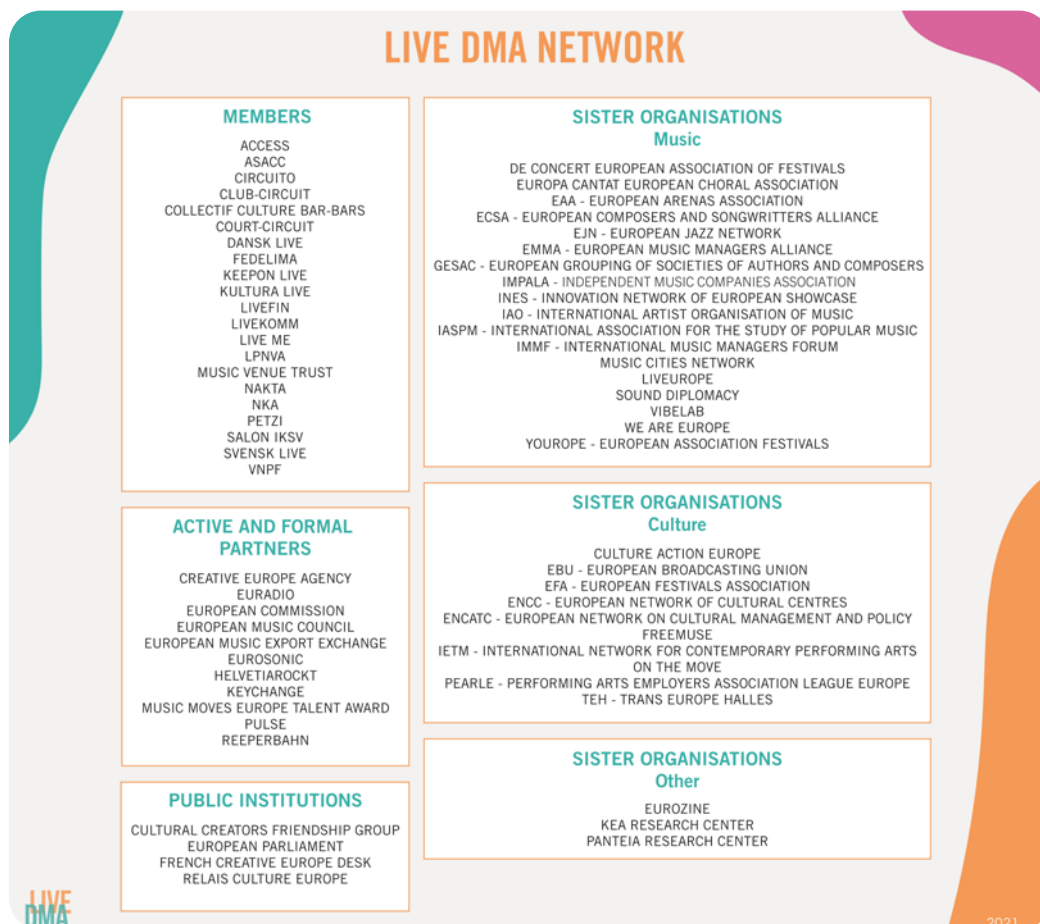 LIVE DMA NETWORK
MEMBERS
ACCESS
ASACC
CIRCUITO
CLUB-CIRCUIT
COLLECTIF CULTURE BAR-BARS
COURT-CIRCUIT
DANSK LIVE
FEDELIMA
KEEPON LIVE
KULTURA LIVE
LIVEFIN
LIVEKOMM
LIVE ME
LPNVA
MUSIC VENUE TRUST
NAKTA
NKA
PETZI
SALON IKSV
SVENSK LIVE
VNPF
ACTIVE AND FORMAL
PARTNERS
CREATIVE EUROPE AGENCY
EURADIO
EUROPEAN COMMISSION
EUROPEAN MUSIC COUNCIL
EUROPEAN MUSIC EXPORT EXCHANGE
EUROSONIC
HELVETIAROCKT
KEYCHANGE
MUSIC MOVES EUROPE TALENT AWARD
PULSE
REEPERBAHN
PUBLIC INSTITUTIONS
CULTURAL CREATORS FRIENDSHIP GROUP
EUROPEAN PARLIAMENT
FRENCH CREATIVE EUROPE DESK
RELAIS CULTURE EUROPE
SISTER ORGANISATIONS
Music
DE CONCERT EUROPEAN ASSOCIATION OF FESTIVALS
EUROPA CANTAT EUROPEAN CHORAL ASSOCIATION
EAA - EUROPEAN ARENAS ASSOCIATION
ECSA - EUROPEAN COMPOSERS AND SONGWRITTERS ALLIANCE
EJN - EUROPEAN JAZZ NETWORK
EMMA - EUROPEAN MUSIC MANAGERS ALLIANCE
GESAC - EUROPEAN GROUPING OF SOCIETIES OF AUTHORS AND COMPOSERS
IMPALA - INDEPENDENT MUSIC COMPANIES ASSOCIATION
INES - INNOVATION NETWORK OF EUROPEAN SHOWCASE
IAO - INTERNATIONAL ARTIST ORGANISATION OF MUSIC
IASPM - INTERNATIONAL ASSOCIATION FOR THE STUDY OF POPULAR MUSIC
IMMF - INTERNATIONAL MUSIC MANAGERS FORUM
MUSIC CITIES NETWORK
LIVEUROPE
SOUND DIPLOMACY
VIBELAB
WE ARE EUROPE
YOUROPE - EUROPEAN ASSOCIATION FESTIVALS
SISTER ORGANISATIONS
Culture
CULTURE ACTION EUROPE
EBU - EUROPEAN BROADCASTING UNION
EFA - EUROPEAN FESTIVALS ASSOCIATION
ENCC - EUROPEAN NETWORK OF CULTURAL CENTRES
ENCATC - EUROPEAN NETWORK ON CULTURAL MANAGEMENT AND POLICY
FREEMUSE
IETM - INTERNATIONAL NETWORK FOR CONTEMPORARY PERFORMING ARTS
ON THE MOVE
PEARLE - PERFORMING ARTS EMPLOYERS ASSOCIATION LEAGUE EUROPE
TEH - TRANS EUROPE HALLES
SISTER ORGANISATIONS
Other
EUROZINE
KEA RESEARCH CENTER
PANTEIA RESEARCH CENTER
LIVE
DMA
2021